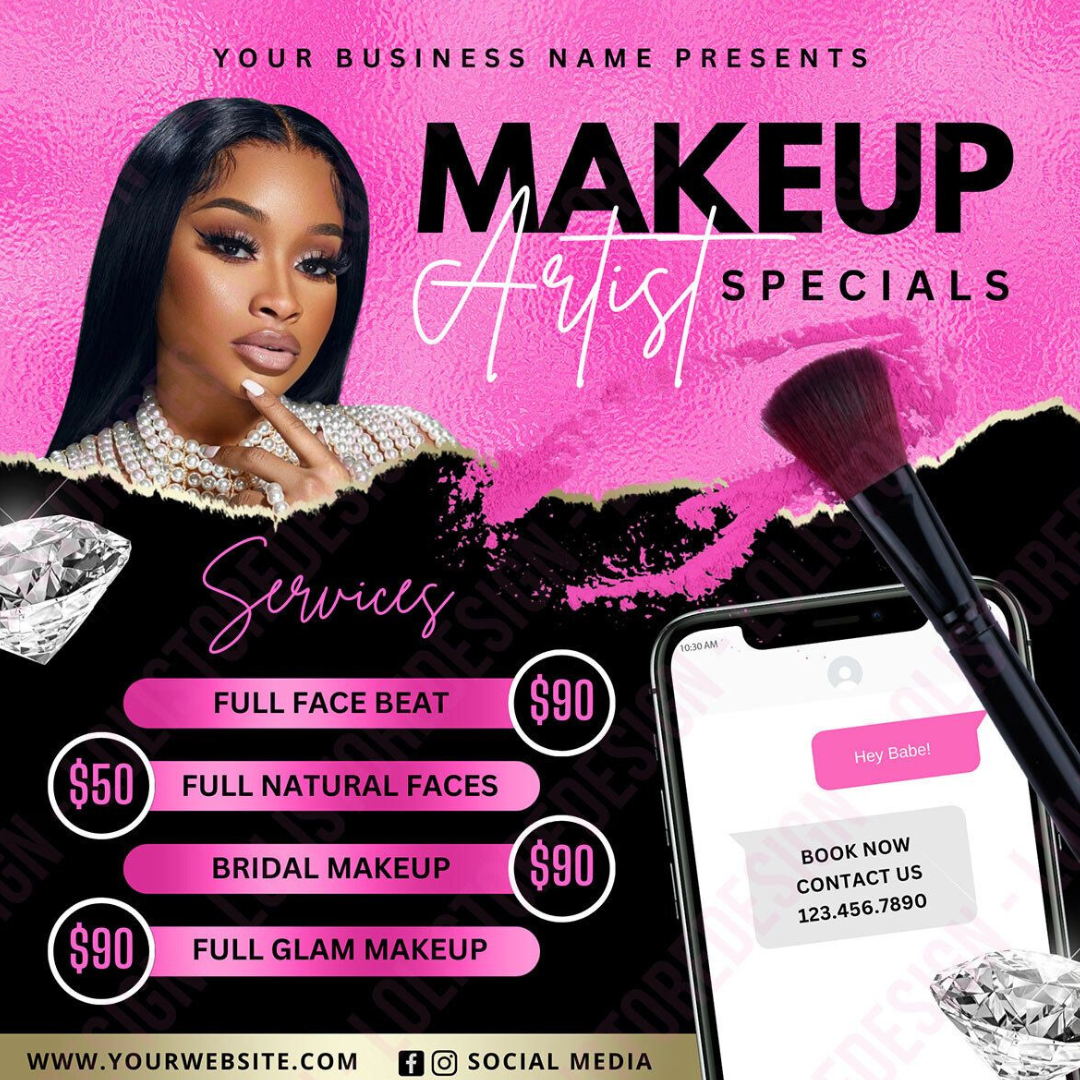 YOUR BUSINESS NAME PRESENTS
MAKEUP
Artist
SPECIALS
Services
FULL FACE BEAT $90
$50 FULL NATURAL FACES
BRIDAL MAKEUP $90
$90 FULL GLAM MAKEUP
10:30 AM
Hey Babe!
BOOK NOW
CONTACT US
123.456.7890
WWW.YOURWEBSITE.COM
SOCIAL MEDIA
LOLISTOREDESIGN - LOLISTOREDESIGN